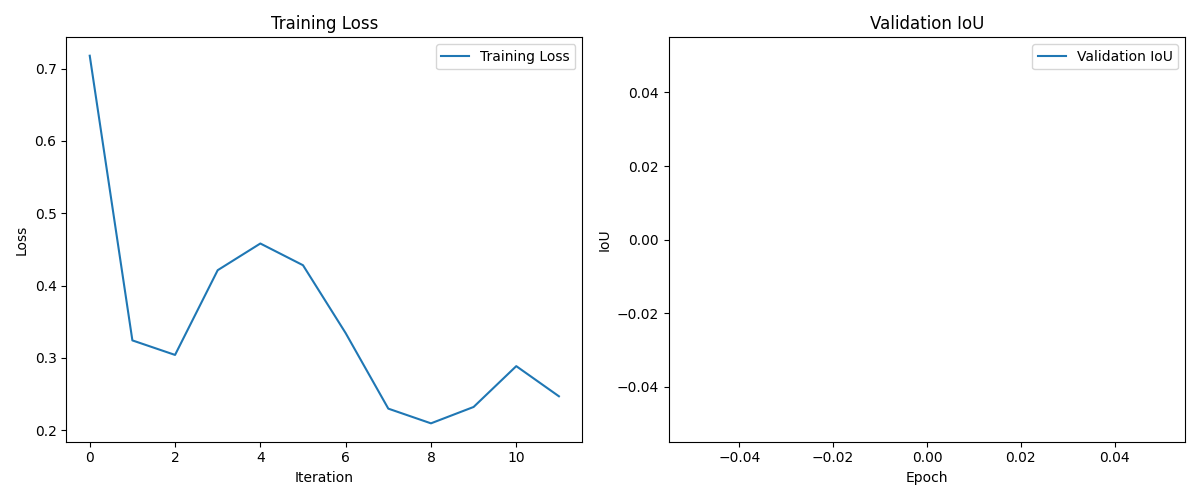 Training Loss
Training Loss
0.7
0.6
0.5
0.4
0.3
0.2
Loss
0 2 4 6 8 10
Iteration
Validation IoU
Validation IoU
0.04
0.02
0.00
−0.02
−0.04
IoU
−0.04 −0.02 0.00 0.02 0.04
Epoch